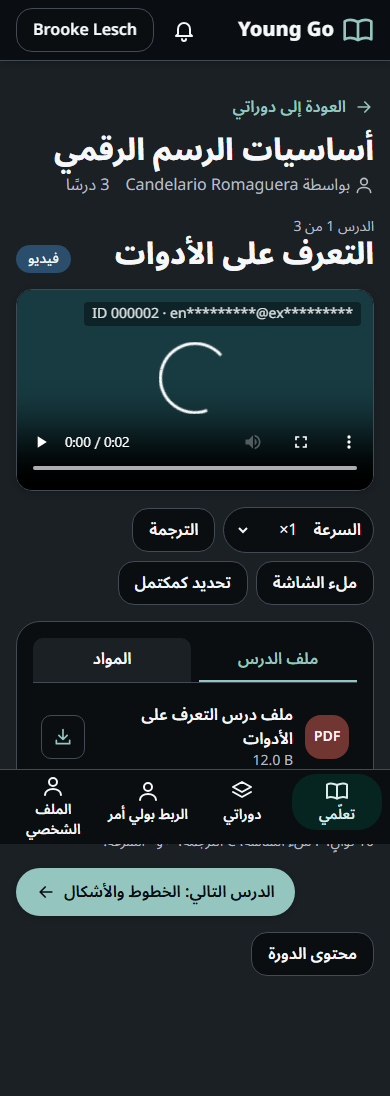 Young Go
Brooke Lesch
العودة إلى دوراتي
أساسيات الرسم الرقمي
بواسطة Candelario Romaguera
3 درسًا
الدرس 1 من 3
التعرف على الأدوات
فيديو
ID 000002 · en*********@ex*********
0:00 / 0:02
السرعة
1×
الترجمة
ملء الشاشة
تحديد كمكتمل
ملف الدرس
المواد
PDF
ملف درس التعرف على
الأدوات
12.0 B
تعلّمي
دوراتي
الربط بولي أمر
الملف
الشخصي
الدرس التالي: الخطوط والأشكال
محتوى الدورة